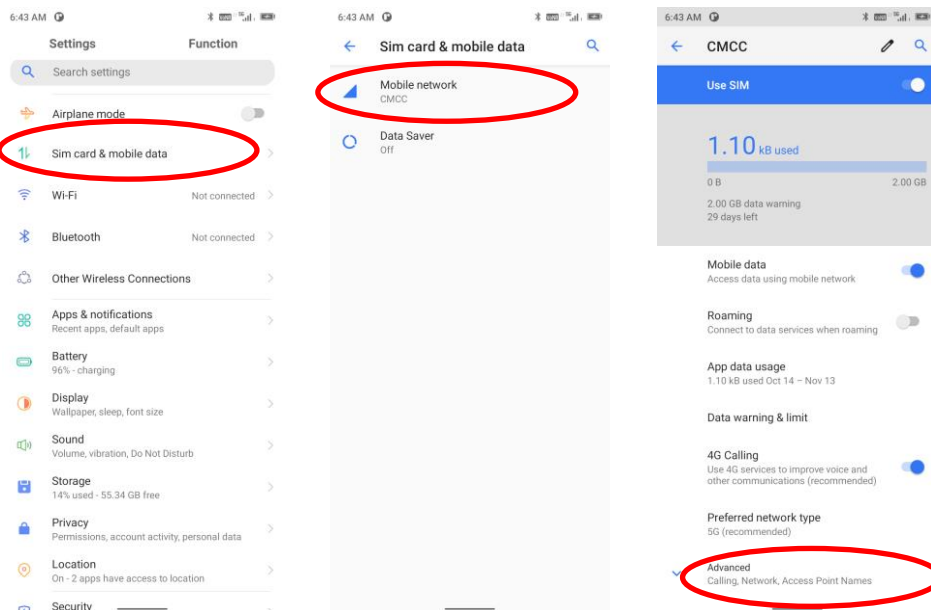 6:43 AM
Settings
Function
Search settings
Airplane mode
Sim card & mobile data
Wi-Fi
Not connected
Bluetooth
Not connected
Other Wireless Connections
Apps & notifications
Recent apps, default apps
Battery
96% - charging
Display
Wallpaper, sleep, font size
Sound
Volume, vibration, Do Not Disturb
Storage
14% used - 55.34 GB free
Privacy
Permissions, account activity, personal data
Location
On - 2 apps have access to location
Security
6:43 AM
Sim card & mobile data
Mobile network
CMCC
Data Saver
Off
6:43 AM
CMCC
Use SIM
1.10 kB used
0 B
2.00 GB
2.00 GB data warning
29 days left
Mobile data
Access data using mobile network
Roaming
Connect to data services when roaming
App data usage
1.10 kB used Oct 14 – Nov 13
Data warning & limit
4G Calling
Use 4G services to improve voice and
other communications (recommended)
Preferred network type
5G (recommended)
Advanced
Calling, Network, Access Point Names